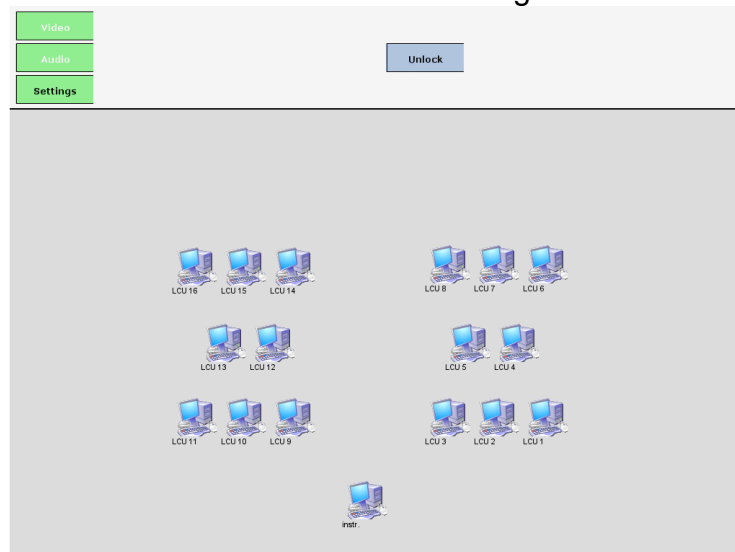 Video
Audio
Unlock
Settings
LCU 16 LCU 15 LCU 14
LCU 8 LCU 7 LCU 6
LCU 13 LCU 12
LCU 5 LCU 4
LCU 11 LCU 10 LCU 9
LCU 3 LCU 2 LCU 1
instr.